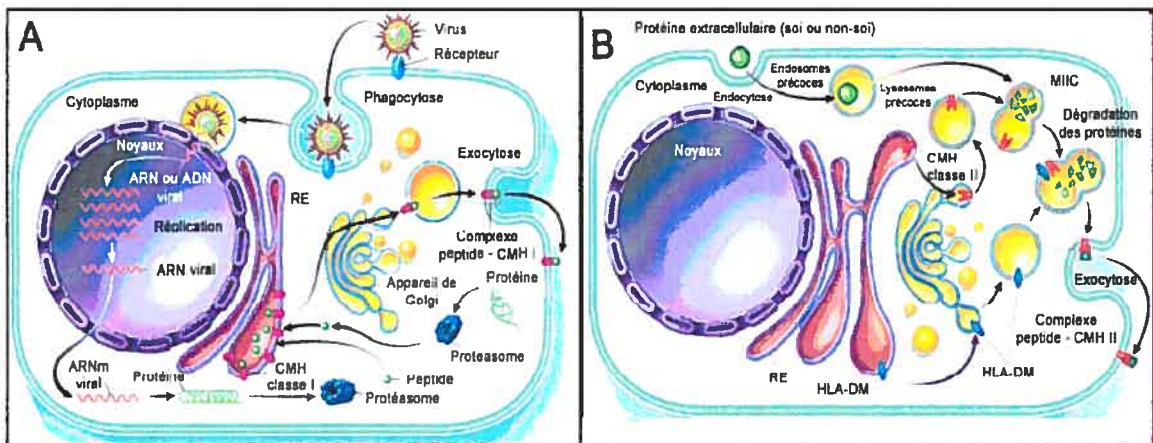 A
Virus
Récepteur
Phagocytose
Cytoplasme
Noyaux
ARN ou ADN
viral
Réplication
ARN viral
RE
Exocytose
Complexe
peptide - CMH I
Appareil de
Golgi
Protéine
Proteasome
ARNm
viral
Protéine
CMH
classe I
Peptide
Protéasome
B
Protéine extracellulaire (soi ou non-soi)
Cytoplasme
Endocytose
Endosomes
précoces
Lysosomes
précoces
MIIC
Dégradation
des protéines
Noyaux
CMH
classe II
Exocytose
Complexe
peptide - CMH II
RE
HLA-DM
HLA-DM